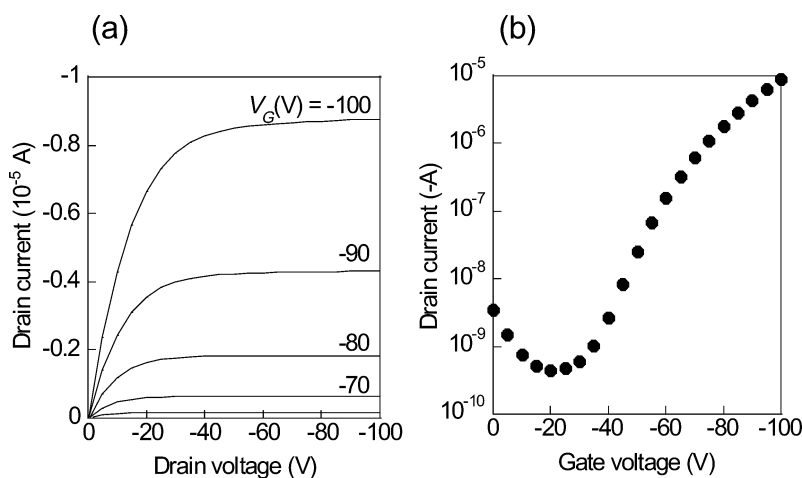 (a)
(b)
-1
-0.8
-0.6
-0.4
-0.2
0
Drain current (10⁻⁵ A)
V_G(V) = -100
-90
-80
-70
0 -20 -40 -60 -80 -100
Drain voltage (V)
10⁻⁵
10⁻⁶
10⁻⁷
10⁻⁸
10⁻⁹
10⁻¹⁰
Drain current (-A)
0 -20 -40 -60 -80 -100
Gate voltage (V)